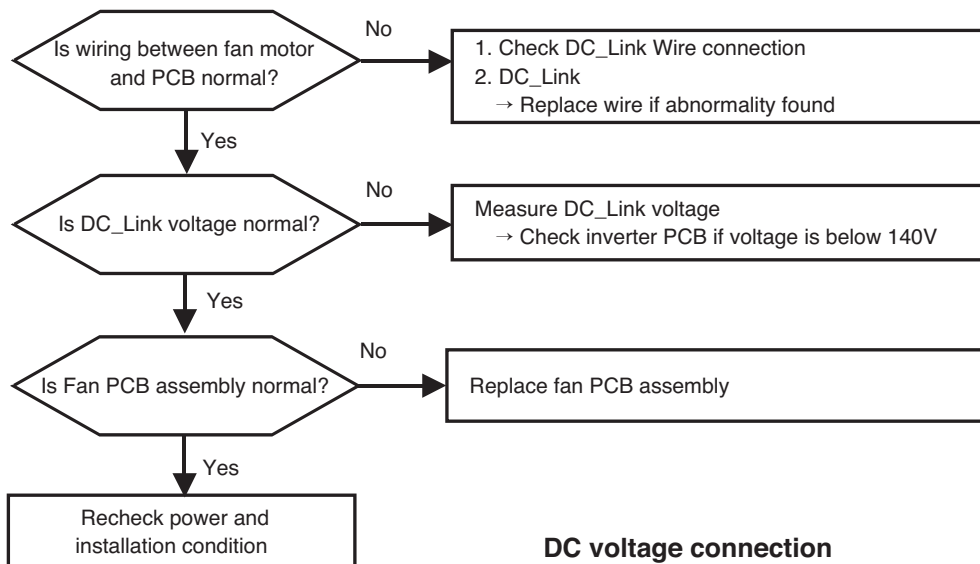 Is wiring between fan motor
and PCB normal?
No
1. Check DC_Link Wire connection
2. DC_Link
→ Replace wire if abnormality found
Yes
Is DC_Link voltage normal?
No
Measure DC_Link voltage
→ Check inverter PCB if voltage is below 140V
Yes
Is Fan PCB assembly normal?
No
Replace fan PCB assembly
Yes
Recheck power and
installation condition
DC voltage connection